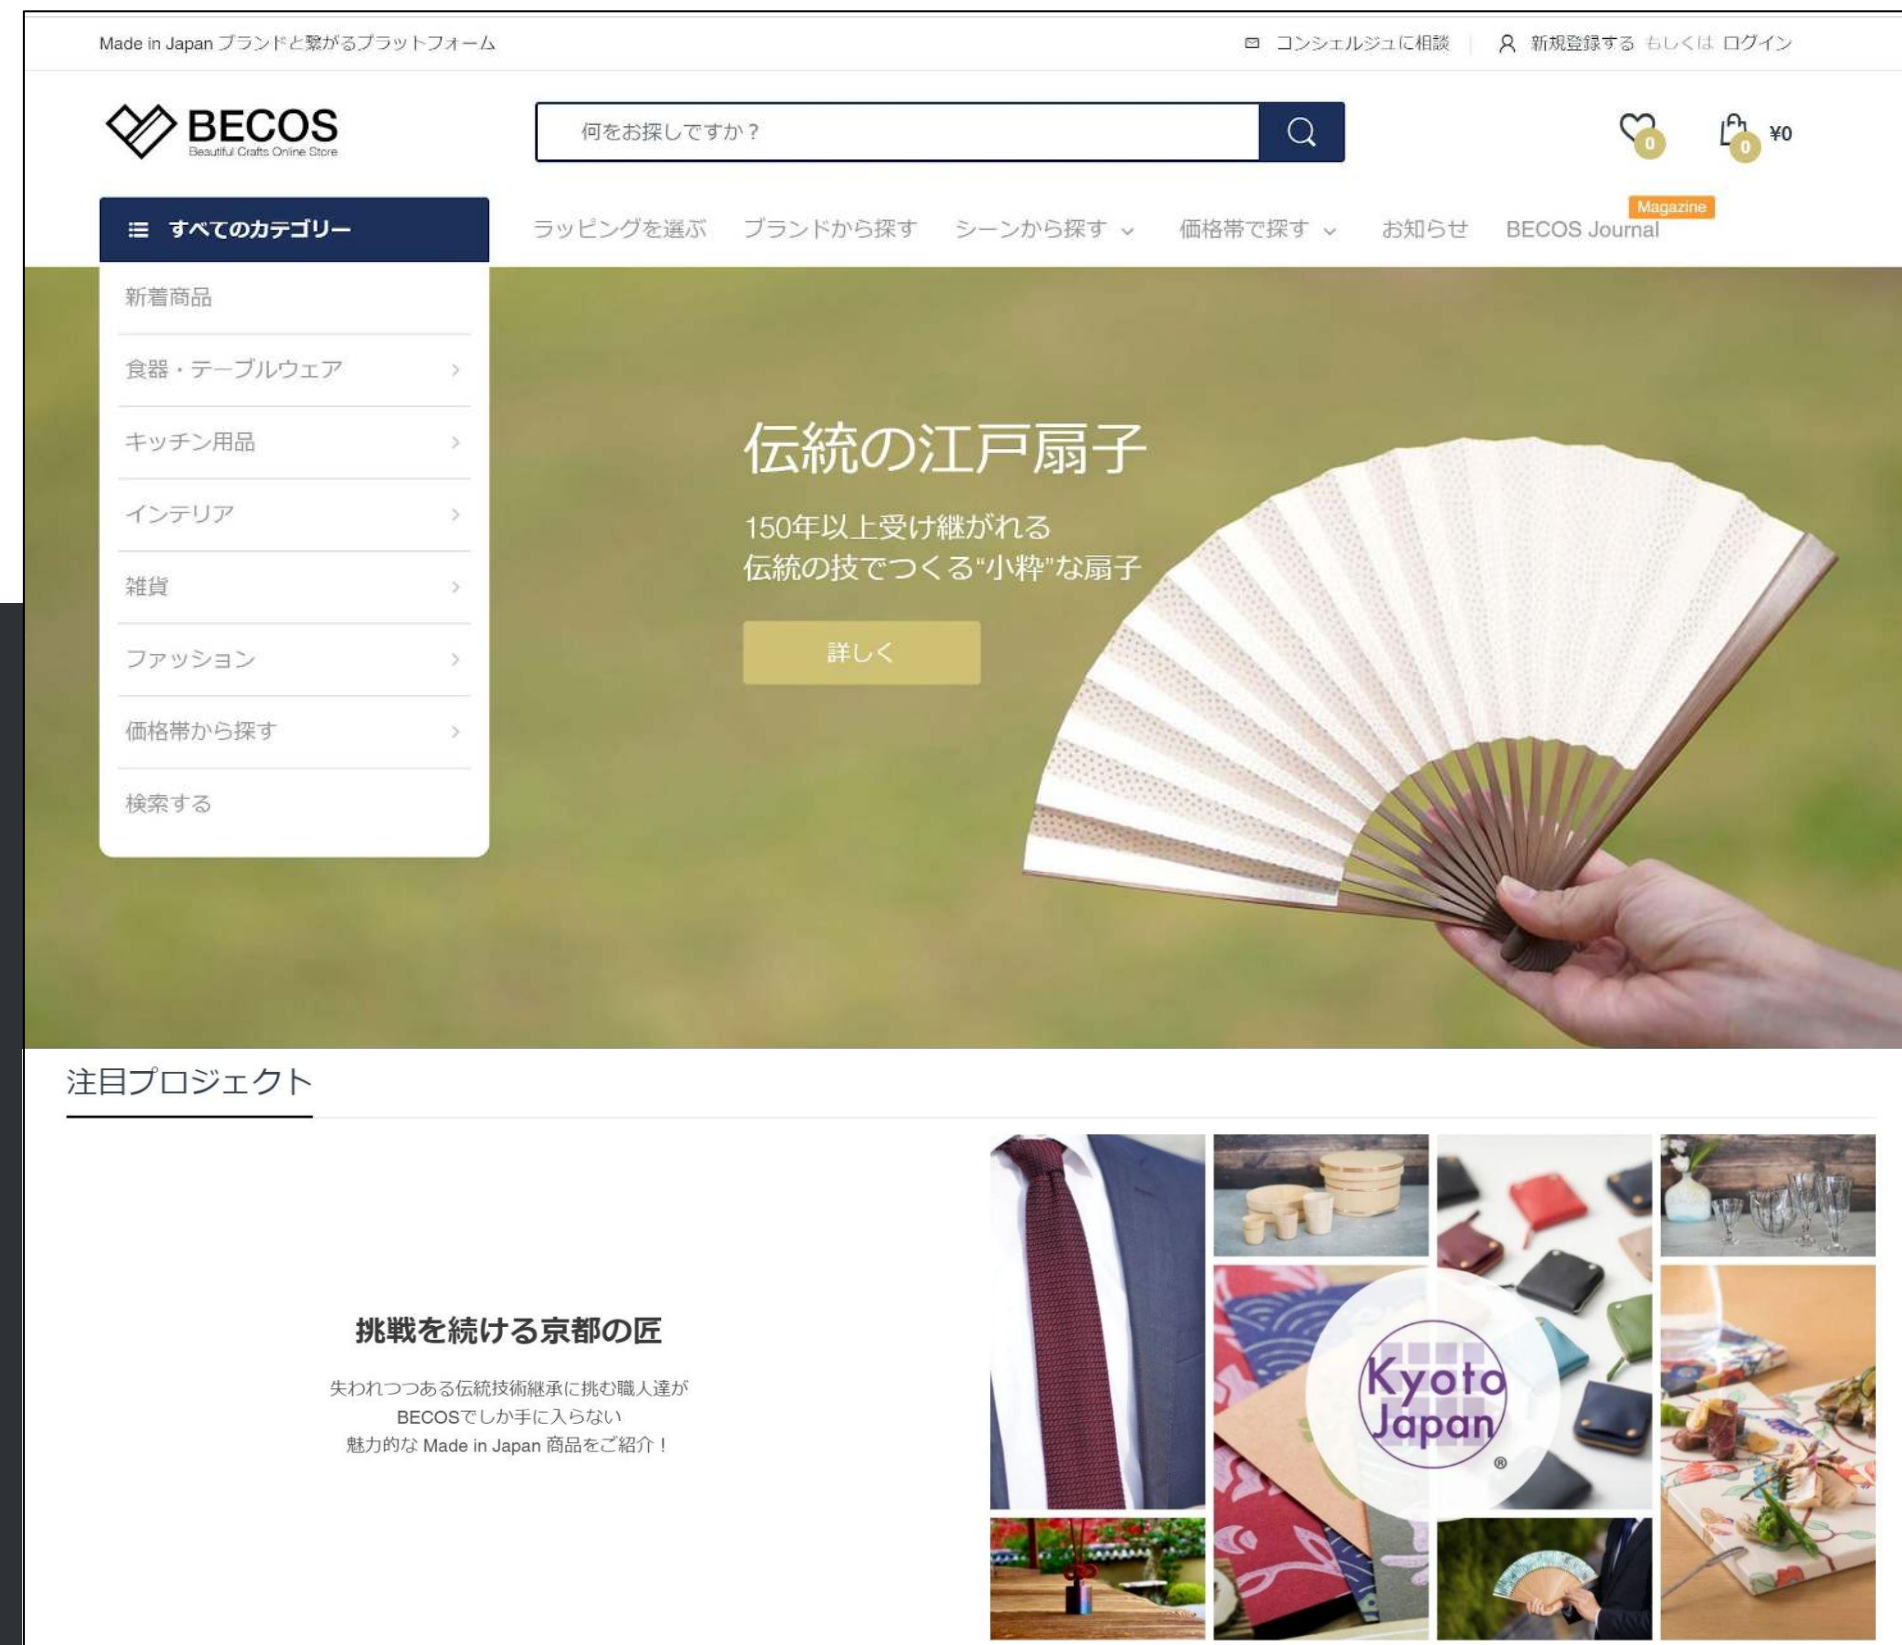 Made in Japan ブランドと繋がるプラットフォーム
コンシェルジュに相談
新規登録する もしくは ログイン
BECOS
Beautiful Crafts Online Store
何をお探しですか？
0
0
¥0
すべてのカテゴリー
ラッピングを選ぶ
ブランドから探す
シーンから探す
価格帯で探す
お知らせ
BECOS Journal
Magazine
新着商品
食器・テーブルウェア
キッチン用品
インテリア
雑貨
ファッション
価格帯から探す
検索する
伝統の江戸扇子
150年以上受け継がれる
伝統の技でつくる“小粋”な扇子
詳しく
注目プロジェクト
挑戦を続ける京都の匠
失われつつある伝統技術継承に挑む職人達が
BECOSでしか手に入らない
魅力的な Made in Japan 商品をご紹介！
Kyoto
Japan
®